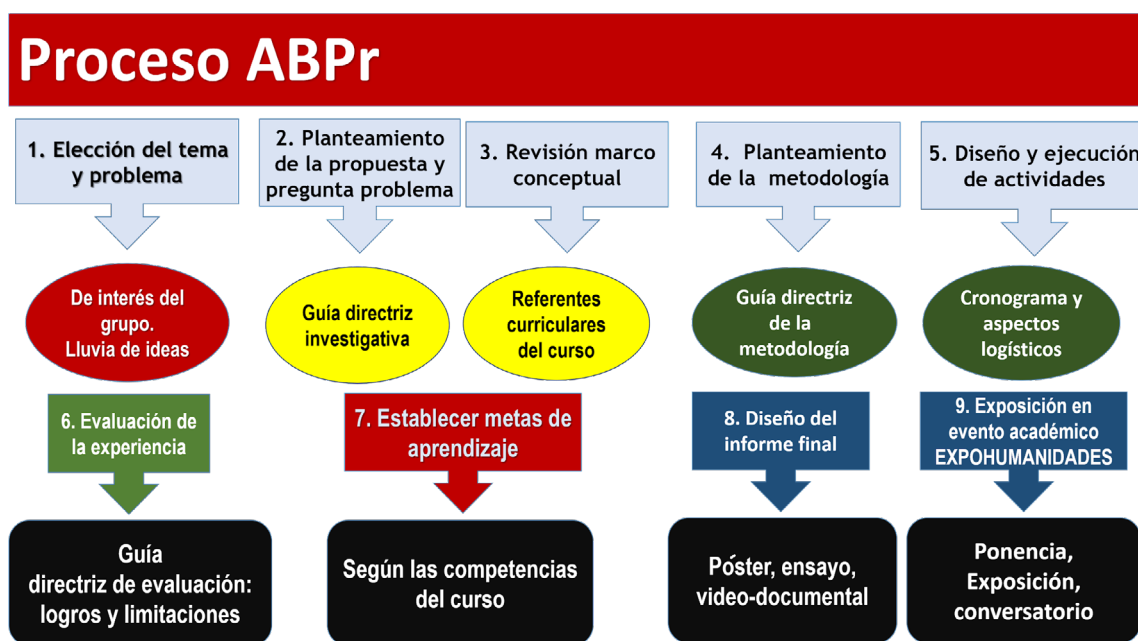 Proceso ABPr
1. Elección del tema
y problema
2. Planteamiento
de la propuesta y
pregunta problema
3. Revisión marco
conceptual
4. Planteamiento
de la metodología
5. Diseño y ejecución
de actividades
De interés del
grupo.
Lluvia de ideas
Guía directriz
investigativa
Referentes
curriculares
del curso
Guía directriz
de la
metodología
Cronograma y
aspectos
logísticos
6. Evaluación de
la experiencia
7. Establecer metas de
aprendizaje
8. Diseño del
informe final
9. Exposición en
evento académico
EXPOHUMANIDADES
Guía
directriz de evaluación:
logros y limitaciones
Según las competencias
del curso
Póster, ensayo,
video-documental
Ponencia,
Exposición,
conversatorio